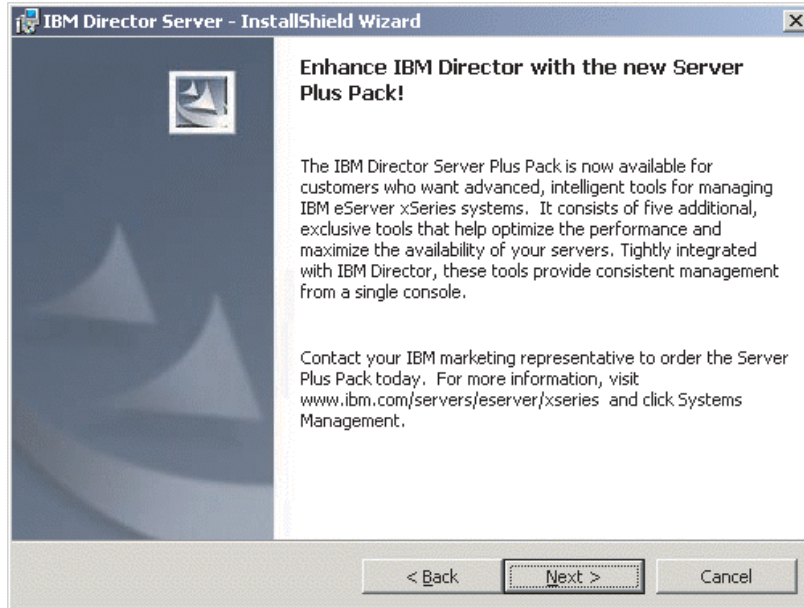 IBM Director Server - InstallShield Wizard
Enhance IBM Director with the new Server
Plus Pack!
The IBM Director Server Plus Pack is now available for
customers who want advanced, intelligent tools for managing
IBM eServer xSeries systems.  It consists of five additional,
exclusive tools that help optimize the performance and
maximize the availability of your servers. Tightly integrated
with IBM Director, these tools provide consistent management
from a single console.
Contact your IBM marketing representative to order the Server
Plus Pack today.  For more information, visit
www.ibm.com/servers/eserver/xseries  and click Systems
Management.
< Back Next > Cancel